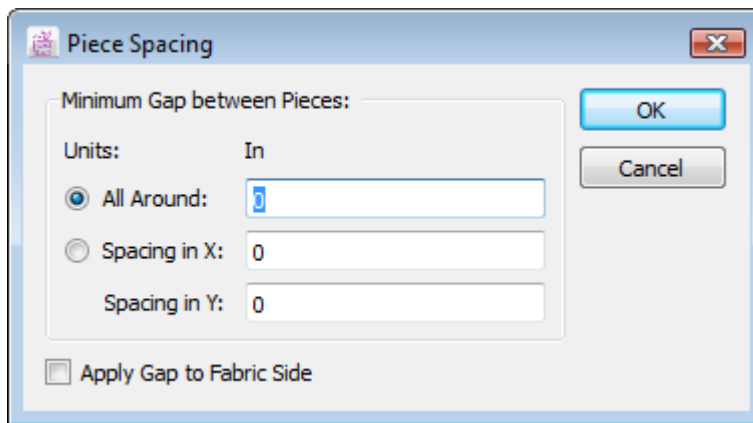 Piece Spacing
Minimum Gap between Pieces:
OK
Units: In
Cancel
All Around: 0
Spacing in X: 0
Spacing in Y: 0
Apply Gap to Fabric Side